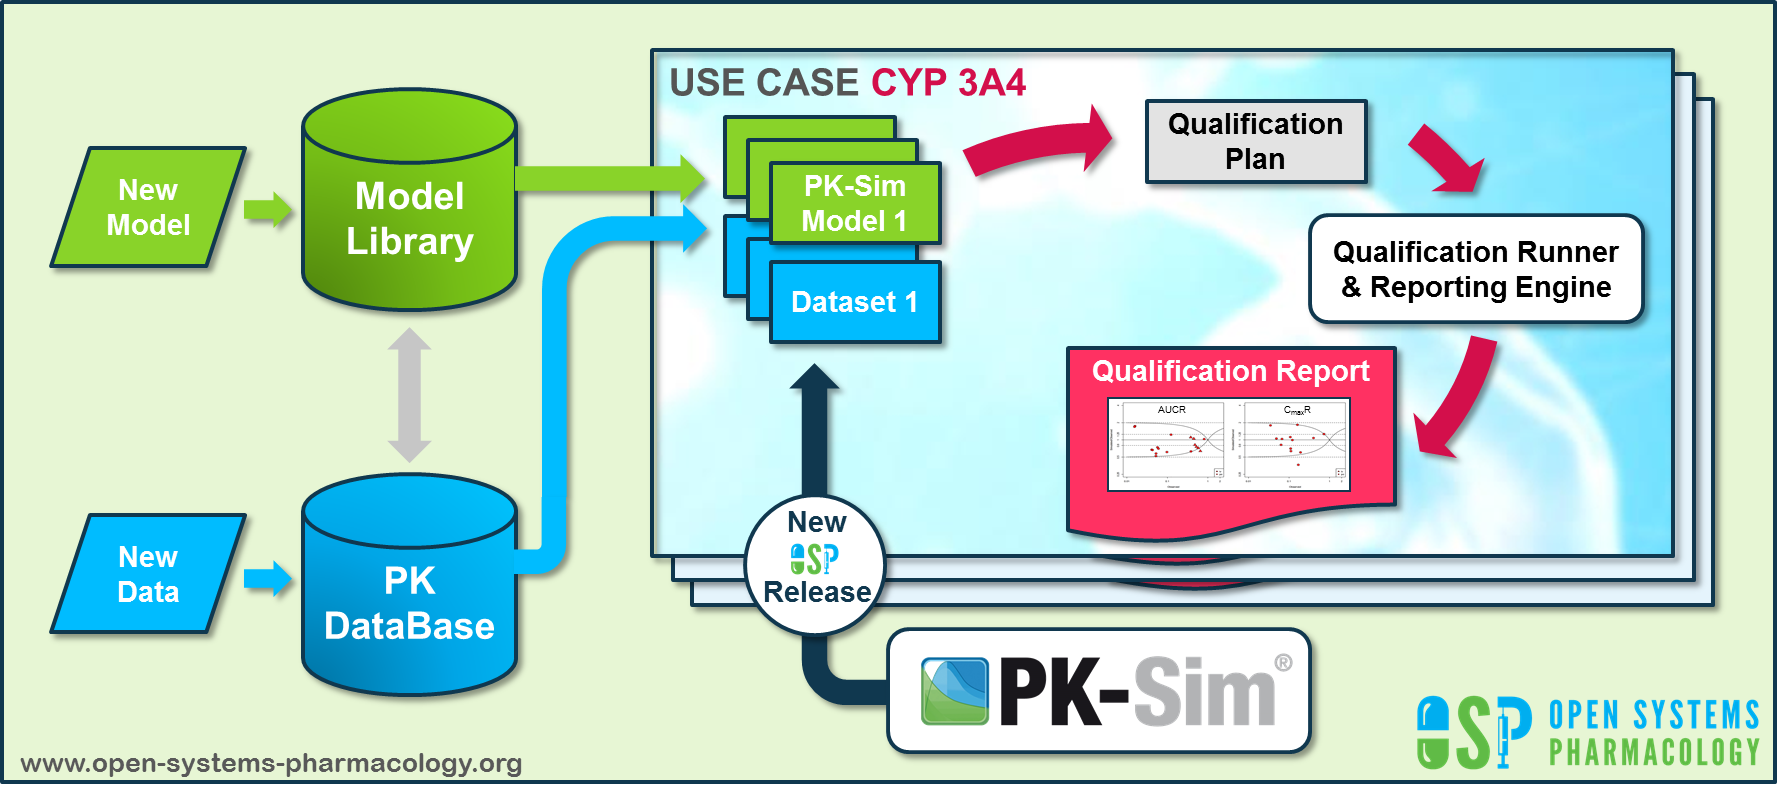 USE CASE CYP 3A4
New
Model
Model
Library
PK-Sim
Model 1
Dataset 1
Qualification
Plan
Qualification Runner
& Reporting Engine
Qualification Report
AUCR
CmaxR
New
Data
PK
DataBase
New
OSP
Release
PK-Sim®
OSP
OPEN SYSTEMS
PHARMACOLOGY
www.open-systems-pharmacology.org